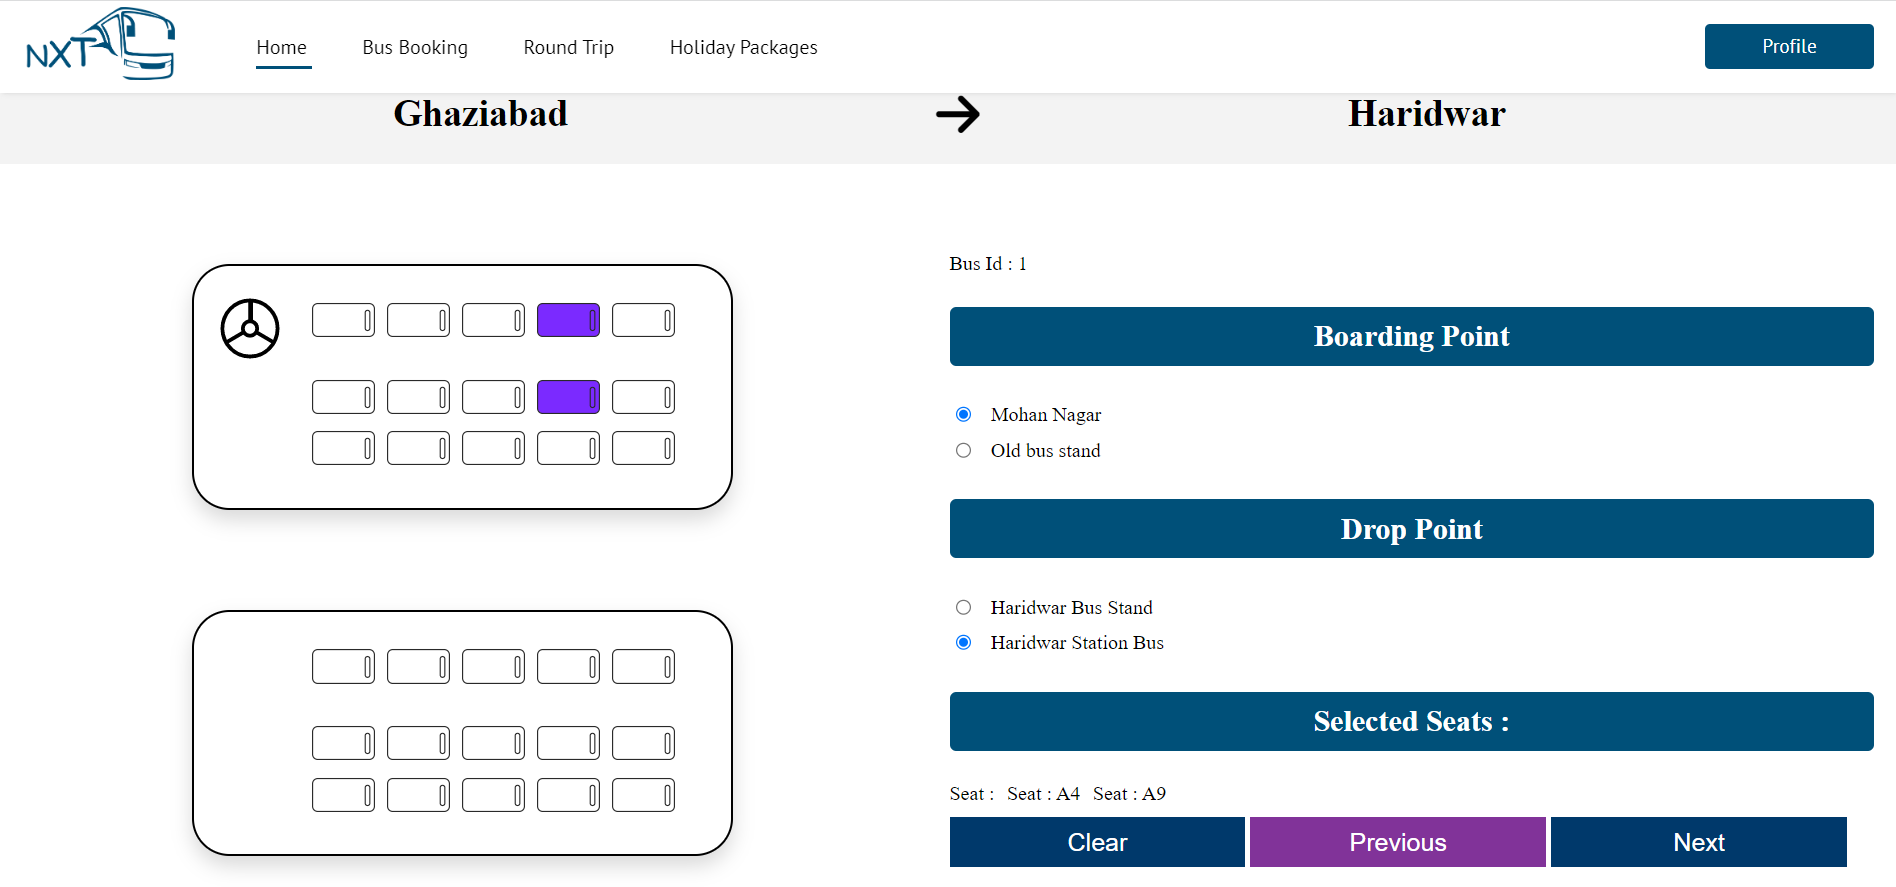 NXT
Home Bus Booking Round Trip Holiday Packages Profile
Ghaziabad Haridwar
Bus Id : 1
Boarding Point
Mohan Nagar
Old bus stand
Drop Point
Haridwar Bus Stand
Haridwar Station Bus
Selected Seats :
Seat : Seat : A4 Seat : A9
Clear Previous Next